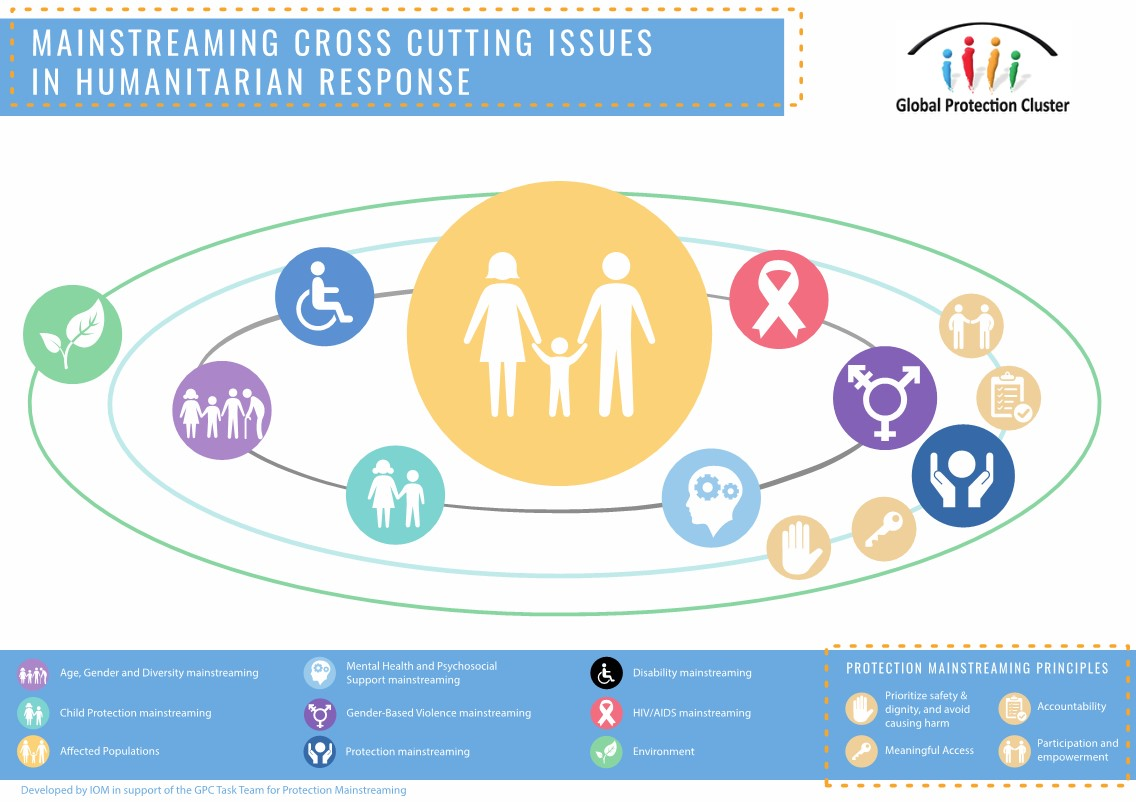 MAINSTREAMING CROSS CUTTING ISSUES
IN HUMANITARIAN RESPONSE
Global Protection Cluster
Age, Gender and Diversity mainstreaming
Child Protection mainstreaming
Affected Populations
Mental Health and Psychosocial
Support mainstreaming
Gender-Based Violence mainstreaming
Protection mainstreaming
Disability mainstreaming
HIV/AIDS mainstreaming
Environment
PROTECTION MAINSTREAMING PRINCIPLES
Prioritize safety &
dignity, and avoid
causing harm
Meaningful Access
Accountability
Participation and
empowerment
Developed by IOM in support of the GPC Task Team for Protection Mainstreaming